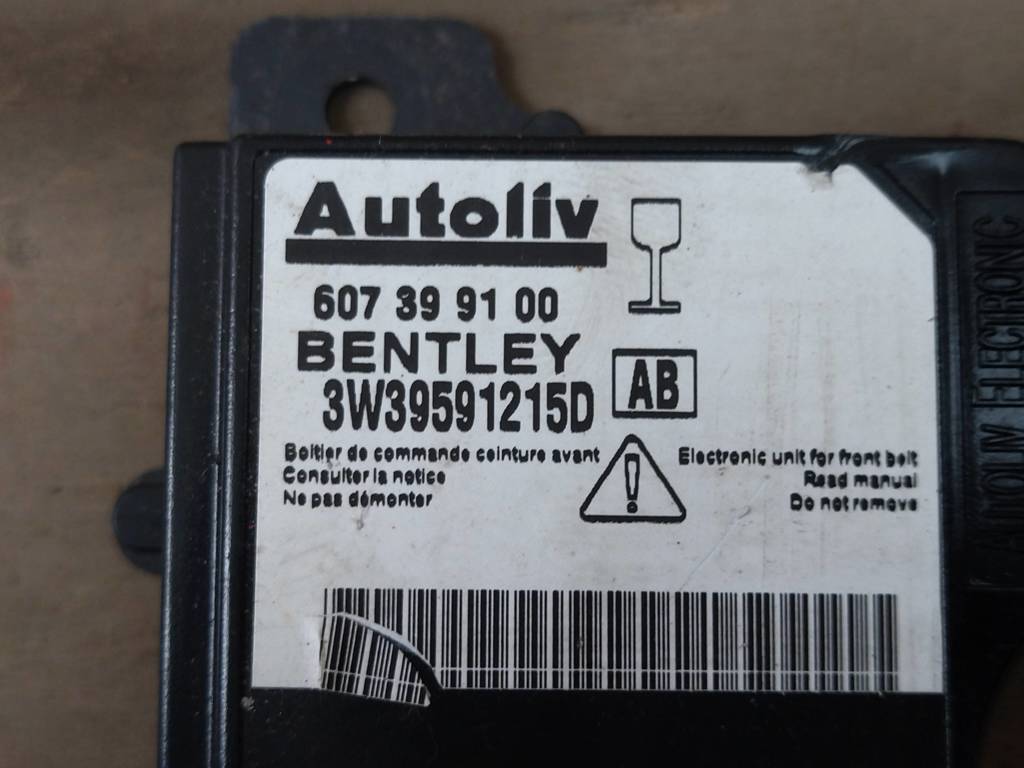 Autoliv
607 39 91 00
BENTLEY
3W39591215D
AB
Boîtier de commande ceinture avant
Consulter la notice
Ne pas démonter
Electronic unit for front belt
Read manual
Do not remove
AUTOLIV ELECTRONIC